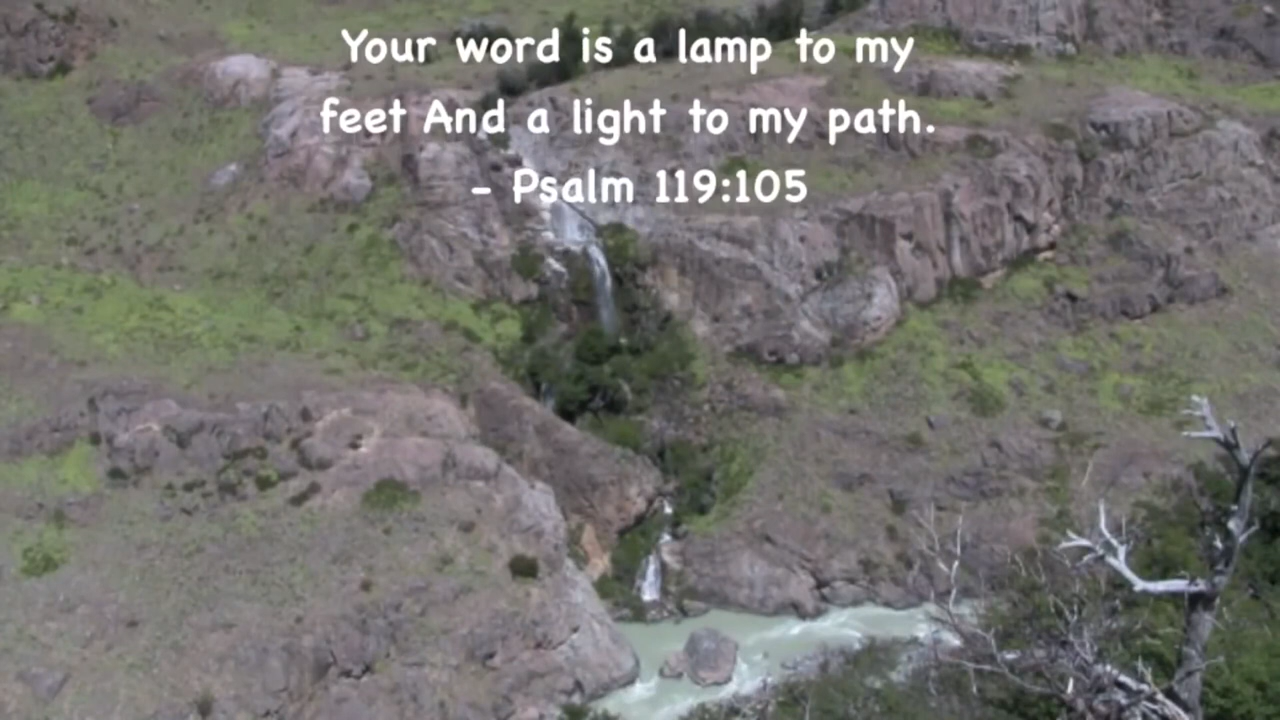 Your word is a lamp to my
feet And a light to my path.
- Psalm 119:105